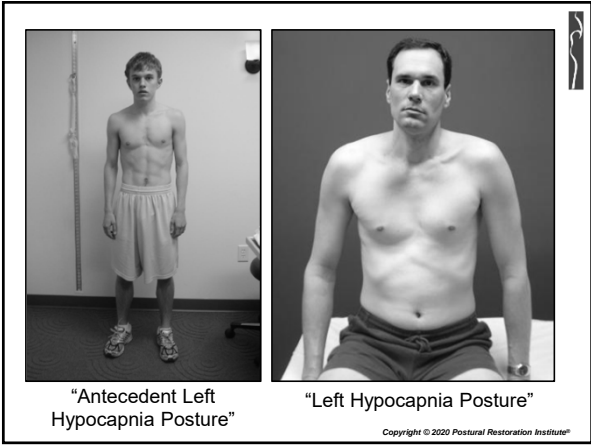 “Antecedent Left
Hypocapnia Posture”
“Left Hypocapnia Posture”
Copyright © 2020 Postural Restoration Institute®